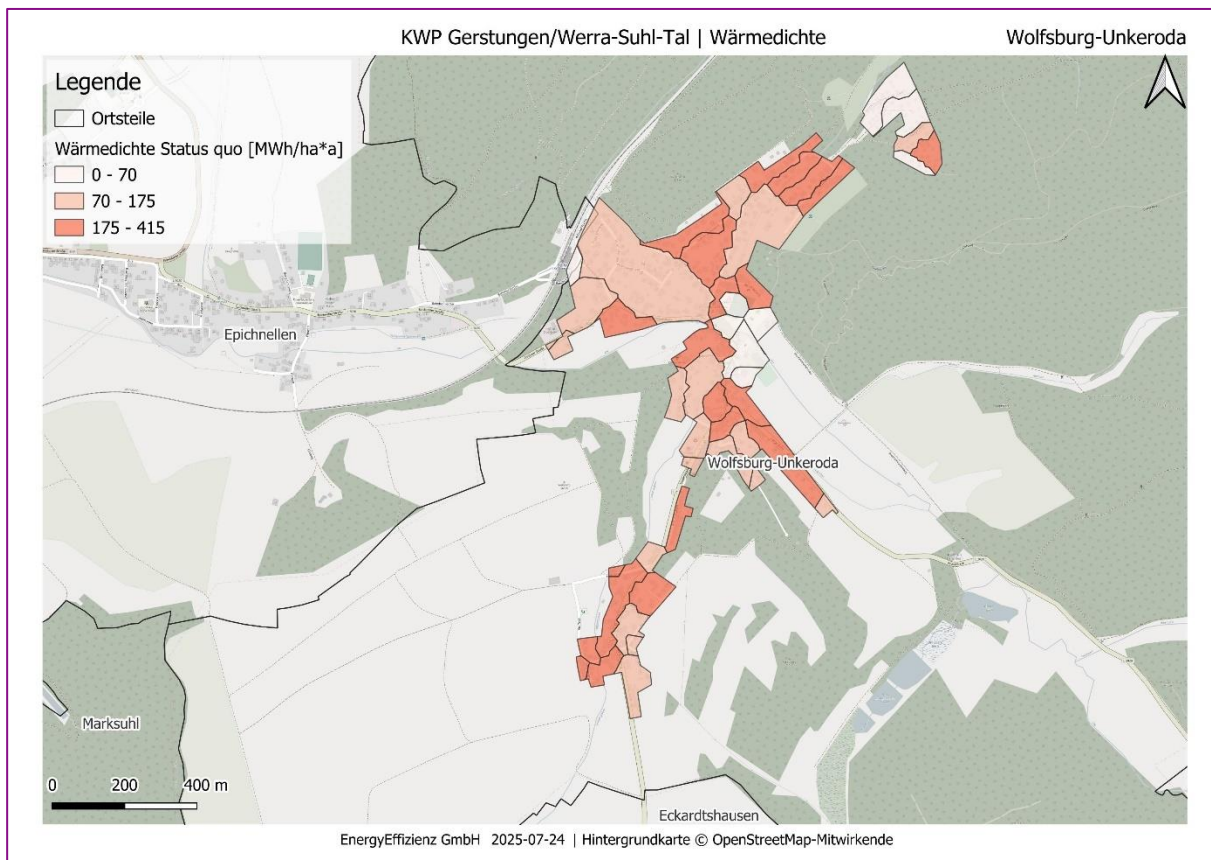 KWP Gerstungen/Werra-Suhl-Tal | Wärmedichte
Wolfsburg-Unkeroda
Legende
Ortsteile
Wärmedichte Status quo [MWh/ha*a]
0 - 70
70 - 175
175 - 415
Epichnellen
Wolfsburg-Unkeroda
Marksuhl
0 200 400 m
Eckardtshausen
EnergyEffizienz GmbH 2025-07-24 | Hintergrundkarte © OpenStreetMap-Mitwirkende